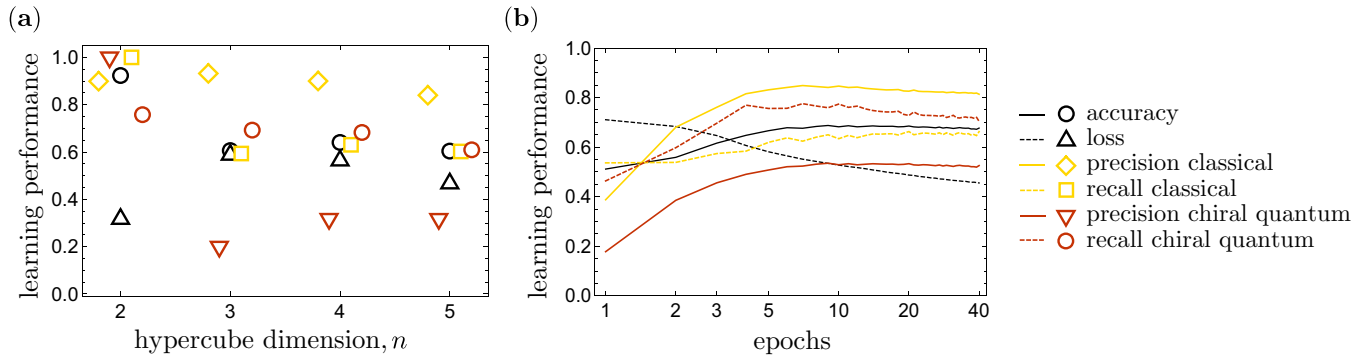 (a)
learning performance
1.0
0.8
0.6
0.4
0.2
0.0
2 3 4 5
hypercube dimension, n
(b)
learning performance
1.0
0.8
0.6
0.4
0.2
0.0
1 2 3 5 10 20 40
epochs
accuracy
loss
precision classical
recall classical
precision chiral quantum
recall chiral quantum